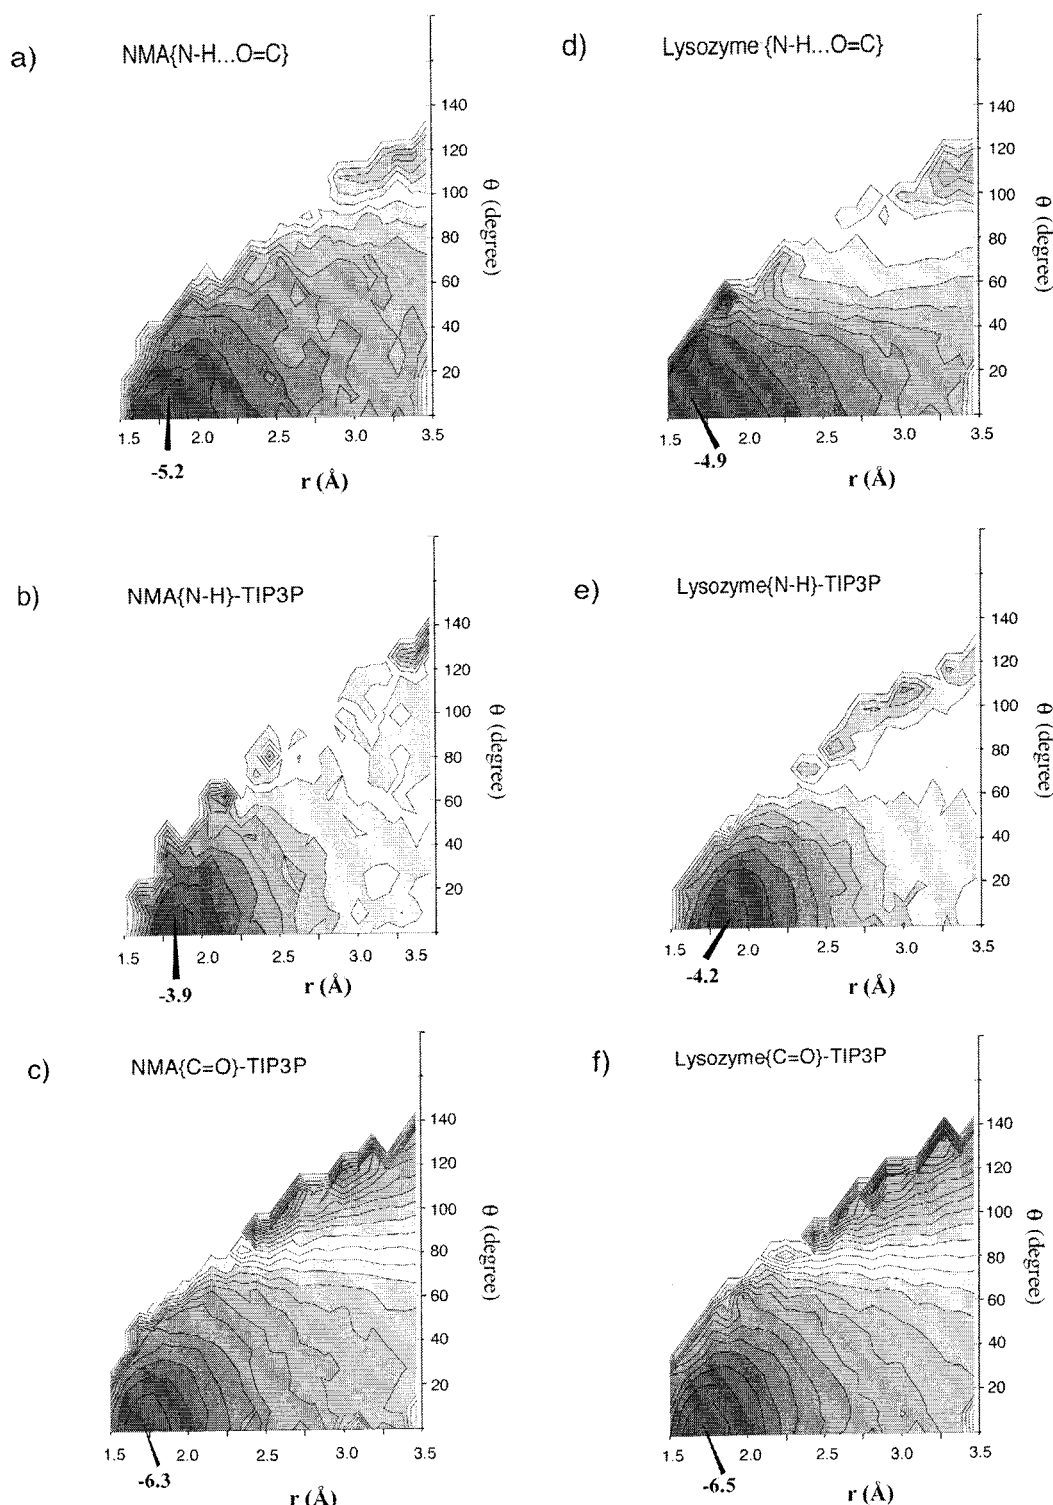 a)
NMA{N-H...O=C}
140
120
100
80
60
40
20
θ (degree)
1.5 2.0 2.5 3.0 3.5
-5.2
r (Å)
d)
Lysozyme {N-H...O=C}
140
120
100
80
60
40
20
θ (degree)
1.5 2.0 2.5 3.0 3.5
-4.9
r (Å)
b)
NMA{N-H}-TIP3P
140
120
100
80
60
40
20
θ (degree)
1.5 2.0 2.5 3.0 3.5
-3.9
r (Å)
e)
Lysozyme{N-H}-TIP3P
140
120
100
80
60
40
20
θ (degree)
1.5 2.0 2.5 3.0 3.5
-4.2
r (Å)
c)
NMA{C=O}-TIP3P
140
120
100
80
60
40
20
θ (degree)
1.5 2.0 2.5 3.0 3.5
-6.3
r (Å)
f)
Lysozyme{C=O}-TIP3P
140
120
100
80
60
40
20
θ (degree)
1.5 2.0 2.5 3.0 3.5
-6.5
r (Å)